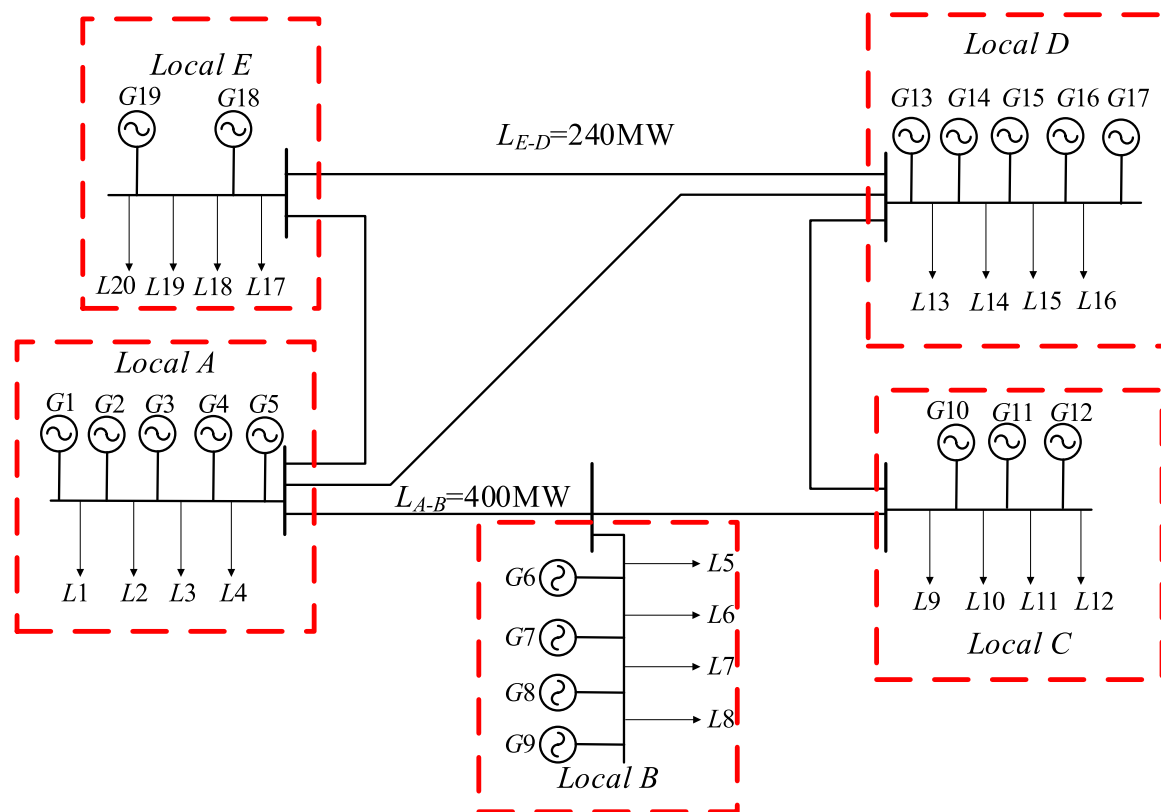 Local E
G19 G18
L20 L19 L18 L17
L_{E-D}=240MW
Local D
G13 G14 G15 G16 G17
L13 L14 L15 L16
Local A
G1 G2 G3 G4 G5
L1 L2 L3 L4
L_{A-B}=400MW
G6
G7
G8
G9
L5
L6
L7
L8
Local B
G10 G11 G12
L9 L10 L11 L12
Local C